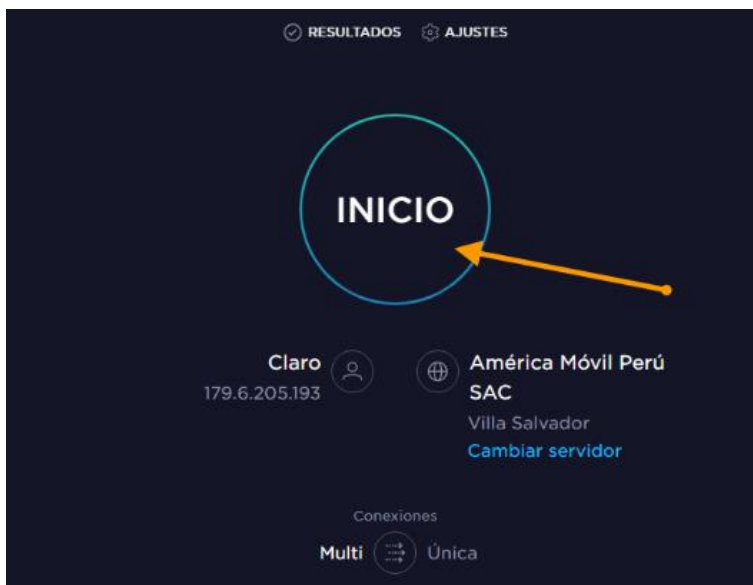 RESULTADOS AJUSTES
INICIO
Claro
179.6.205.193
América Móvil Perú
SAC
Villa Salvador
Cambiar servidor
Conexiones
Multi Única